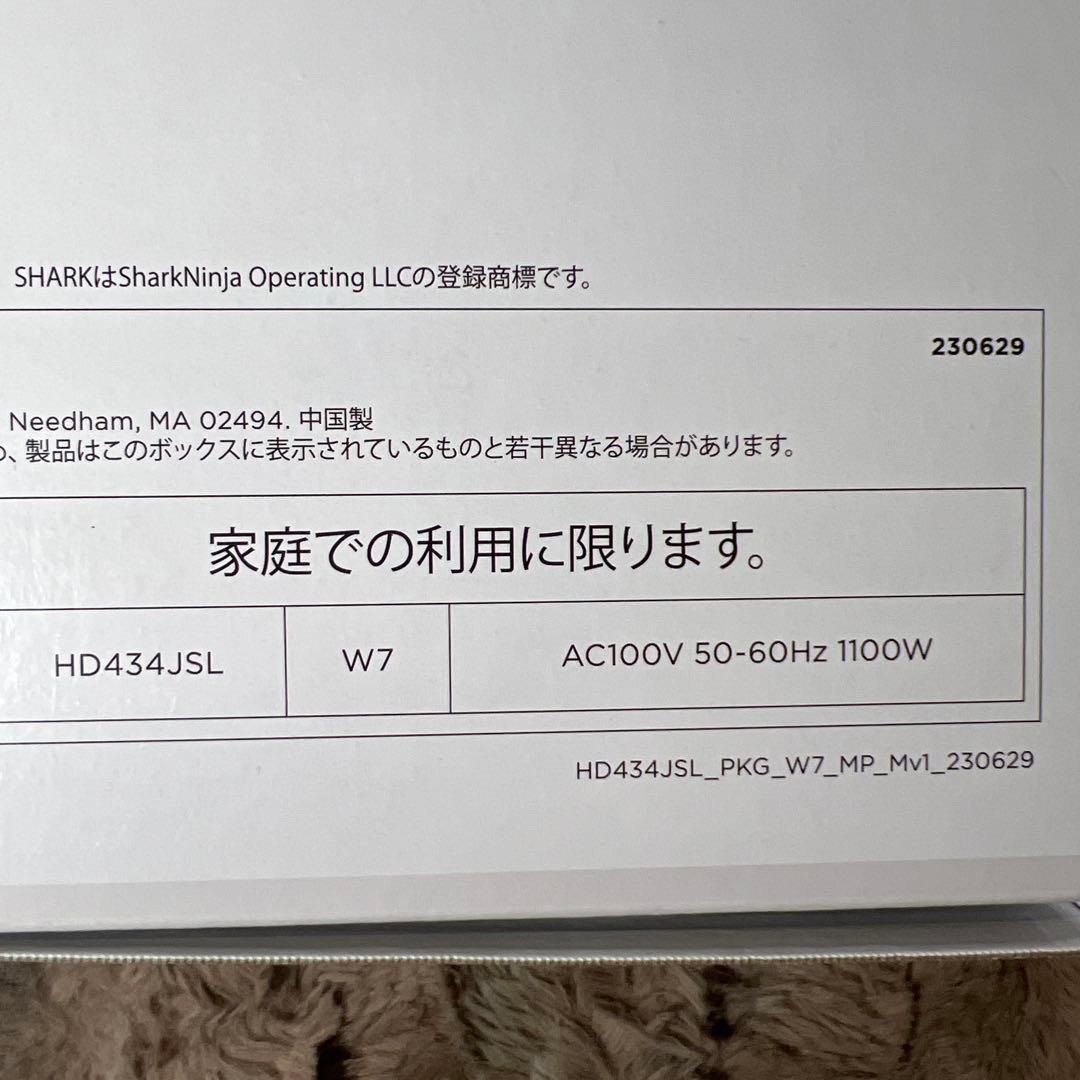 SHARKはSharkNinja Operating LLCの登録商標です。
230629
Needham, MA 02494. 中国製
、製品はこのボックスに表示されているものと若干異なる場合があります。
家庭での利用に限ります。
HD434JSL W7 AC100V 50-60Hz 1100W
HD434JSL_PKG_W7_MP_Mv1_230629